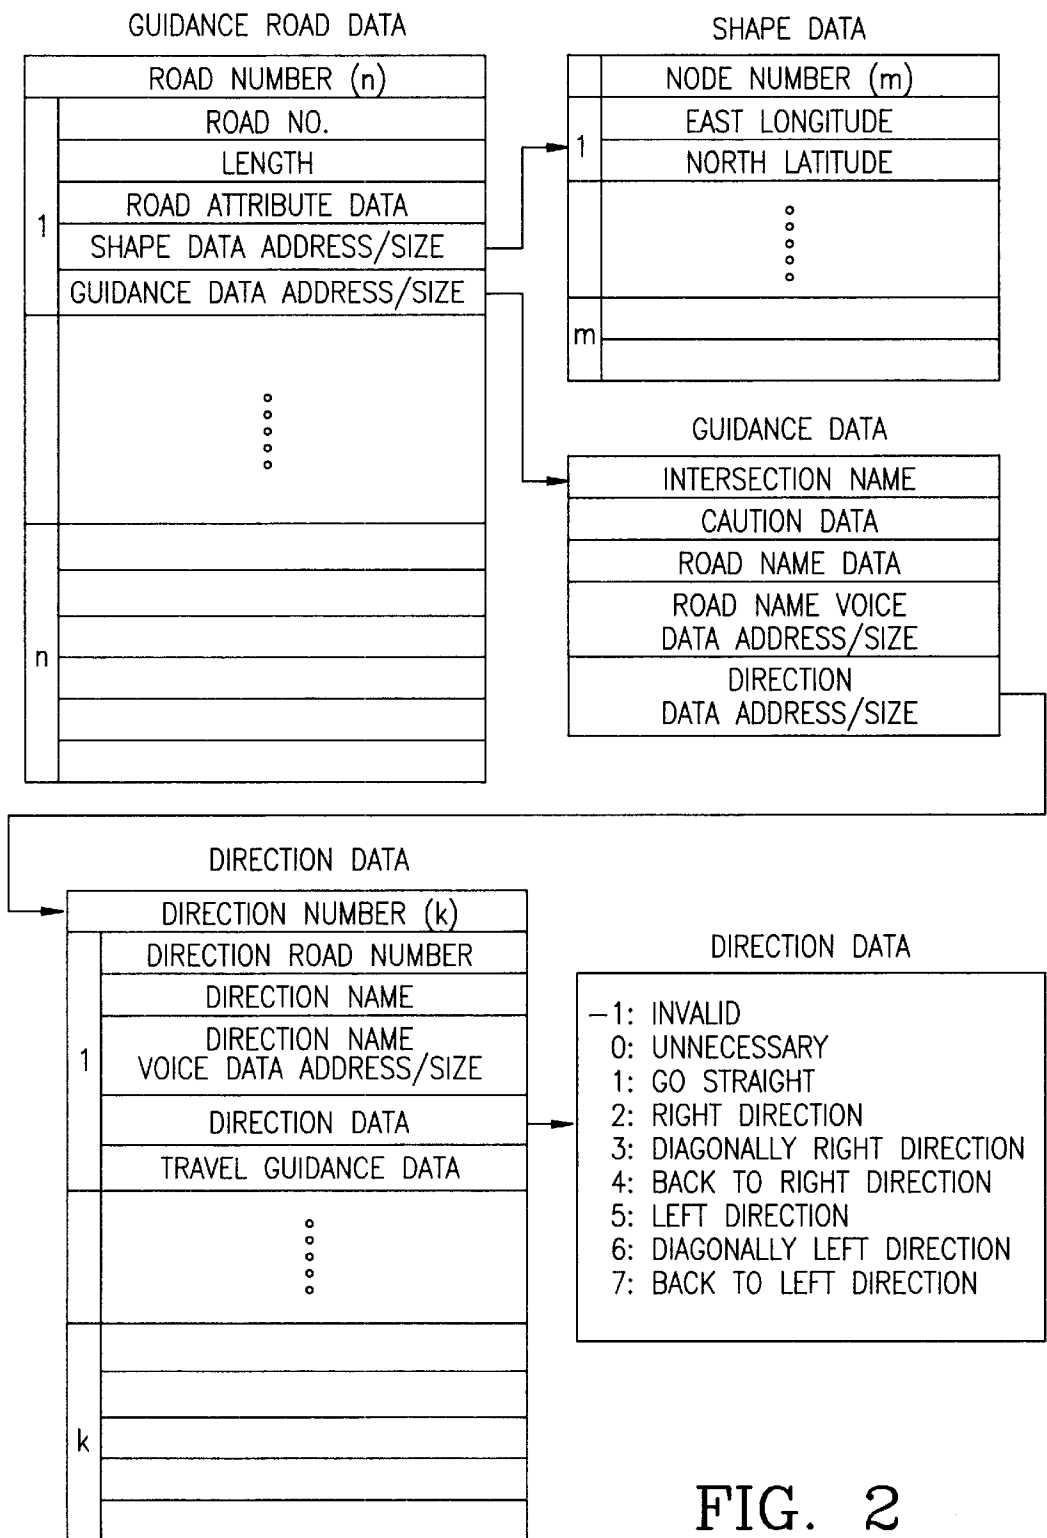 GUIDANCE ROAD DATA
ROAD NUMBER (n)
1
ROAD NO.
LENGTH
ROAD ATTRIBUTE DATA
SHAPE DATA ADDRESS/SIZE
GUIDANCE DATA ADDRESS/SIZE
n
SHAPE DATA
NODE NUMBER (m)
1
EAST LONGITUDE
NORTH LATITUDE
m
GUIDANCE DATA
INTERSECTION NAME
CAUTION DATA
ROAD NAME DATA
ROAD NAME VOICE
DATA ADDRESS/SIZE
DIRECTION
DATA ADDRESS/SIZE
DIRECTION DATA
DIRECTION NUMBER (k)
1
DIRECTION ROAD NUMBER
DIRECTION NAME
DIRECTION NAME
VOICE DATA ADDRESS/SIZE
DIRECTION DATA
TRAVEL GUIDANCE DATA
k
DIRECTION DATA
-1: INVALID
0: UNNECESSARY
1: GO STRAIGHT
2: RIGHT DIRECTION
3: DIAGONALLY RIGHT DIRECTION
4: BACK TO RIGHT DIRECTION
5: LEFT DIRECTION
6: DIAGONALLY LEFT DIRECTION
7: BACK TO LEFT DIRECTION
FIG. 2